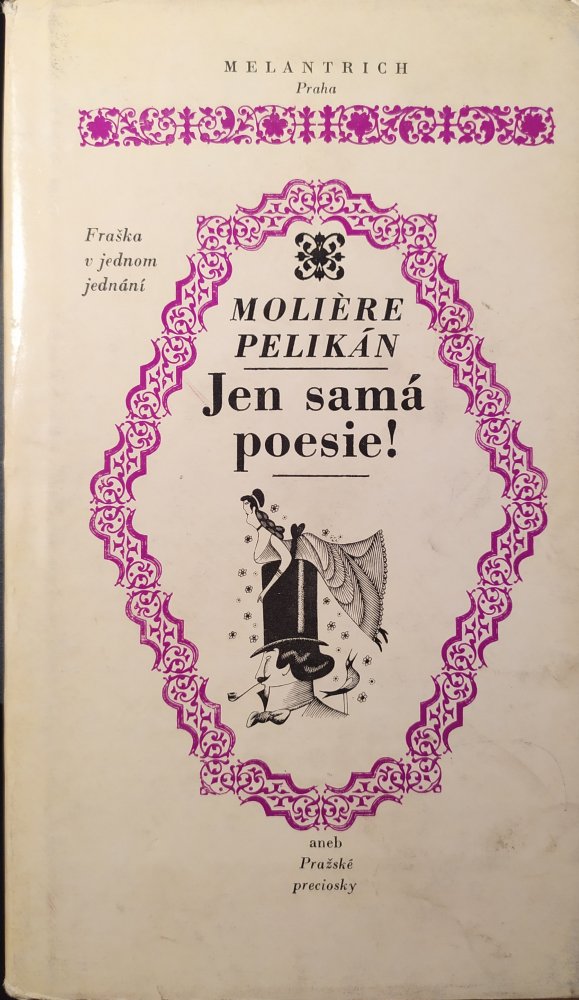 MELANTRICH
Praha
Fraška
v jednom
jednání
MOLIÈRE
PELIKÁN
Jen samá
poesie!
aneb
Pražské
preciosky